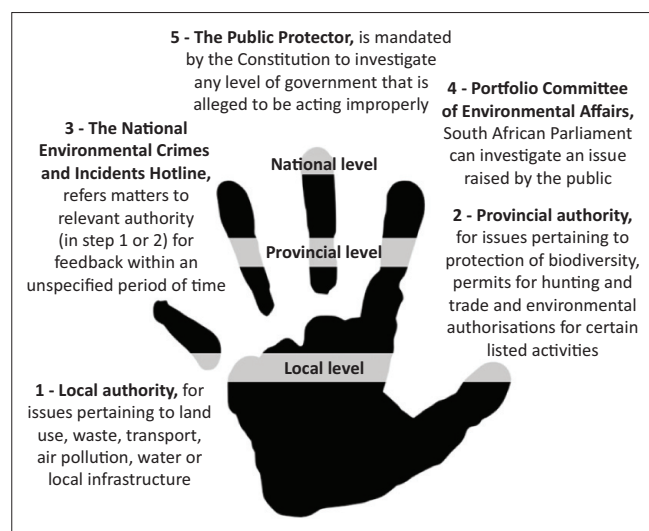 5 - The Public Protector, is mandated
by the Constitution to investigate
any level of government that is
alleged to be acting improperly
4 - Portfolio Committee
of Environmental Affairs,
South African Parliament
can investigate an issue
raised by the public
3 - The National
Environmental Crimes
and Incidents Hotline,
refers matters to
relevant authority
(in step 1 or 2) for
feedback within an
unspecified period of time
National level
2 - Provincial authority,
for issues pertaining to
protection of biodiversity,
permits for hunting and
trade and environmental
authorisations for certain
listed activities
Provincial level
Local level
1 - Local authority, for
issues pertaining to land
use, waste, transport,
air pollution, water or
local infrastructure